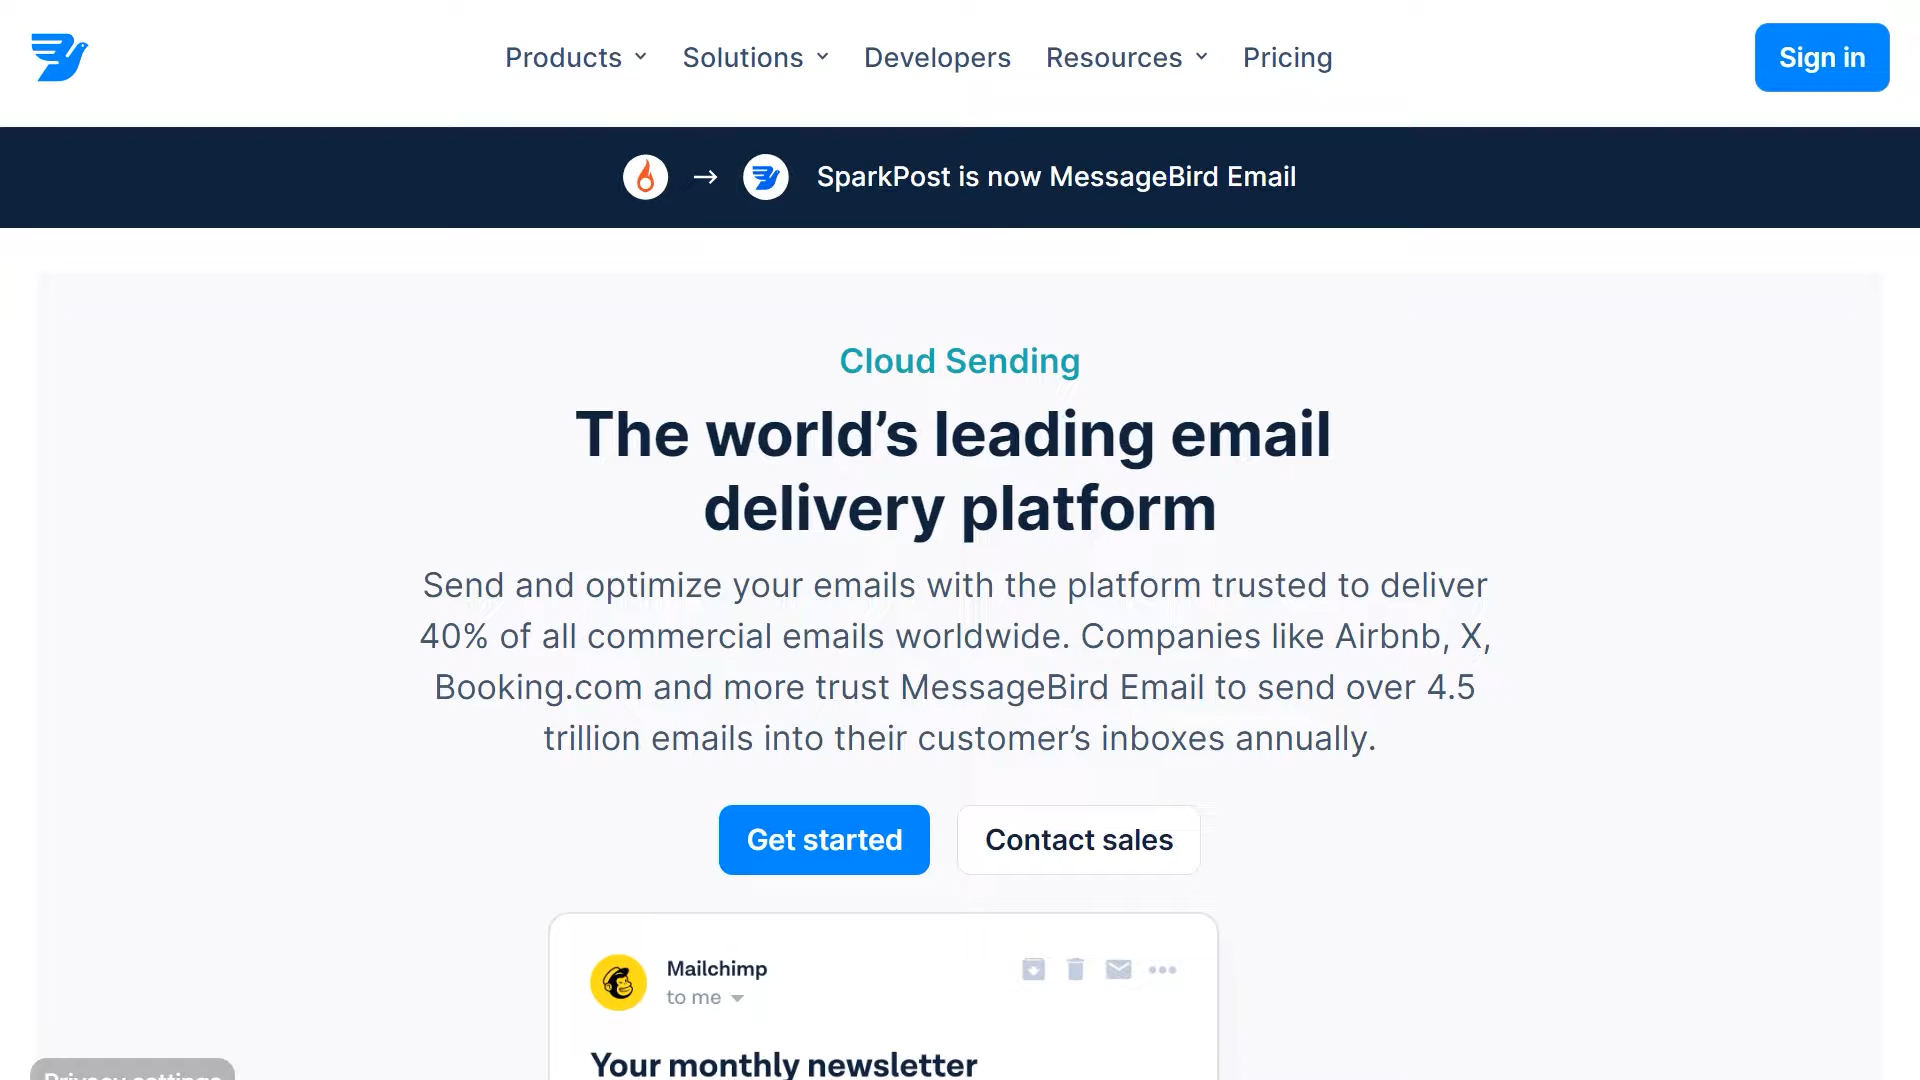 Products Solutions Developers Resources Pricing Sign in
SparkPost is now MessageBird Email
Cloud Sending
The world’s leading email
delivery platform
Send and optimize your emails with the platform trusted to deliver
40% of all commercial emails worldwide. Companies like Airbnb, X,
Booking.com and more trust MessageBird Email to send over 4.5
trillion emails into their customer’s inboxes annually.
Get started Contact sales
Mailchimp
to me
Your monthly newsletter
Privacy settings